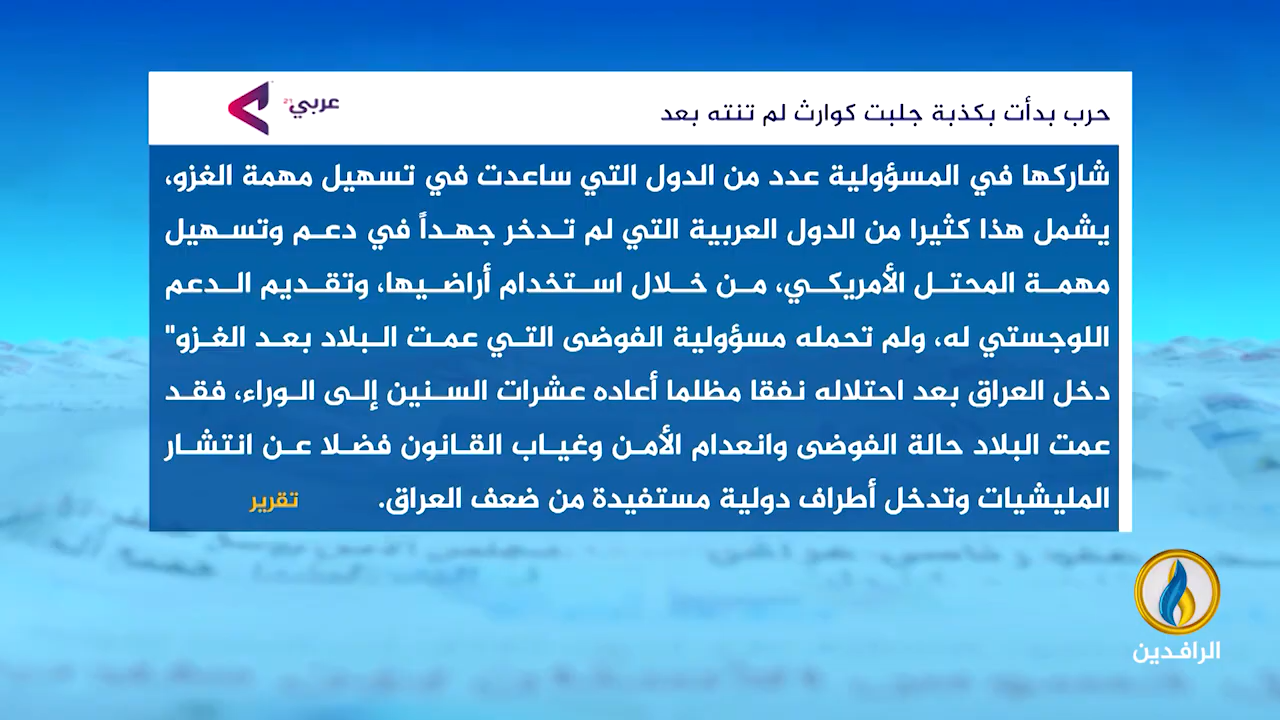 عربي21
حرب بدأت بكذبة جلبت كوارث لم تنته بعد
شاركها في المسؤولية عدد من الدول التي ساعدت في تسهيل مهمة الغزو،
يشمل هذا كثيرا من الدول العربية التي لم تدخر جهداً في دعم وتسهيل
مهمة المحتل الأمريكي، من خلال استخدام أراضيها، وتقديم الدعم
اللوجستي له، ولم تحمله مسؤولية الفوضى التي عمت البلاد بعد الغزو"
دخل العراق بعد احتلاله نفقا مظلما أعاده عشرات السنين إلى الوراء، فقد
عمت البلاد حالة الفوضى وانعدام الأمن وغياب القانون فضلا عن انتشار
المليشيات وتدخل أطراف دولية مستفيدة من ضعف العراق.
تقرير
الرافدين